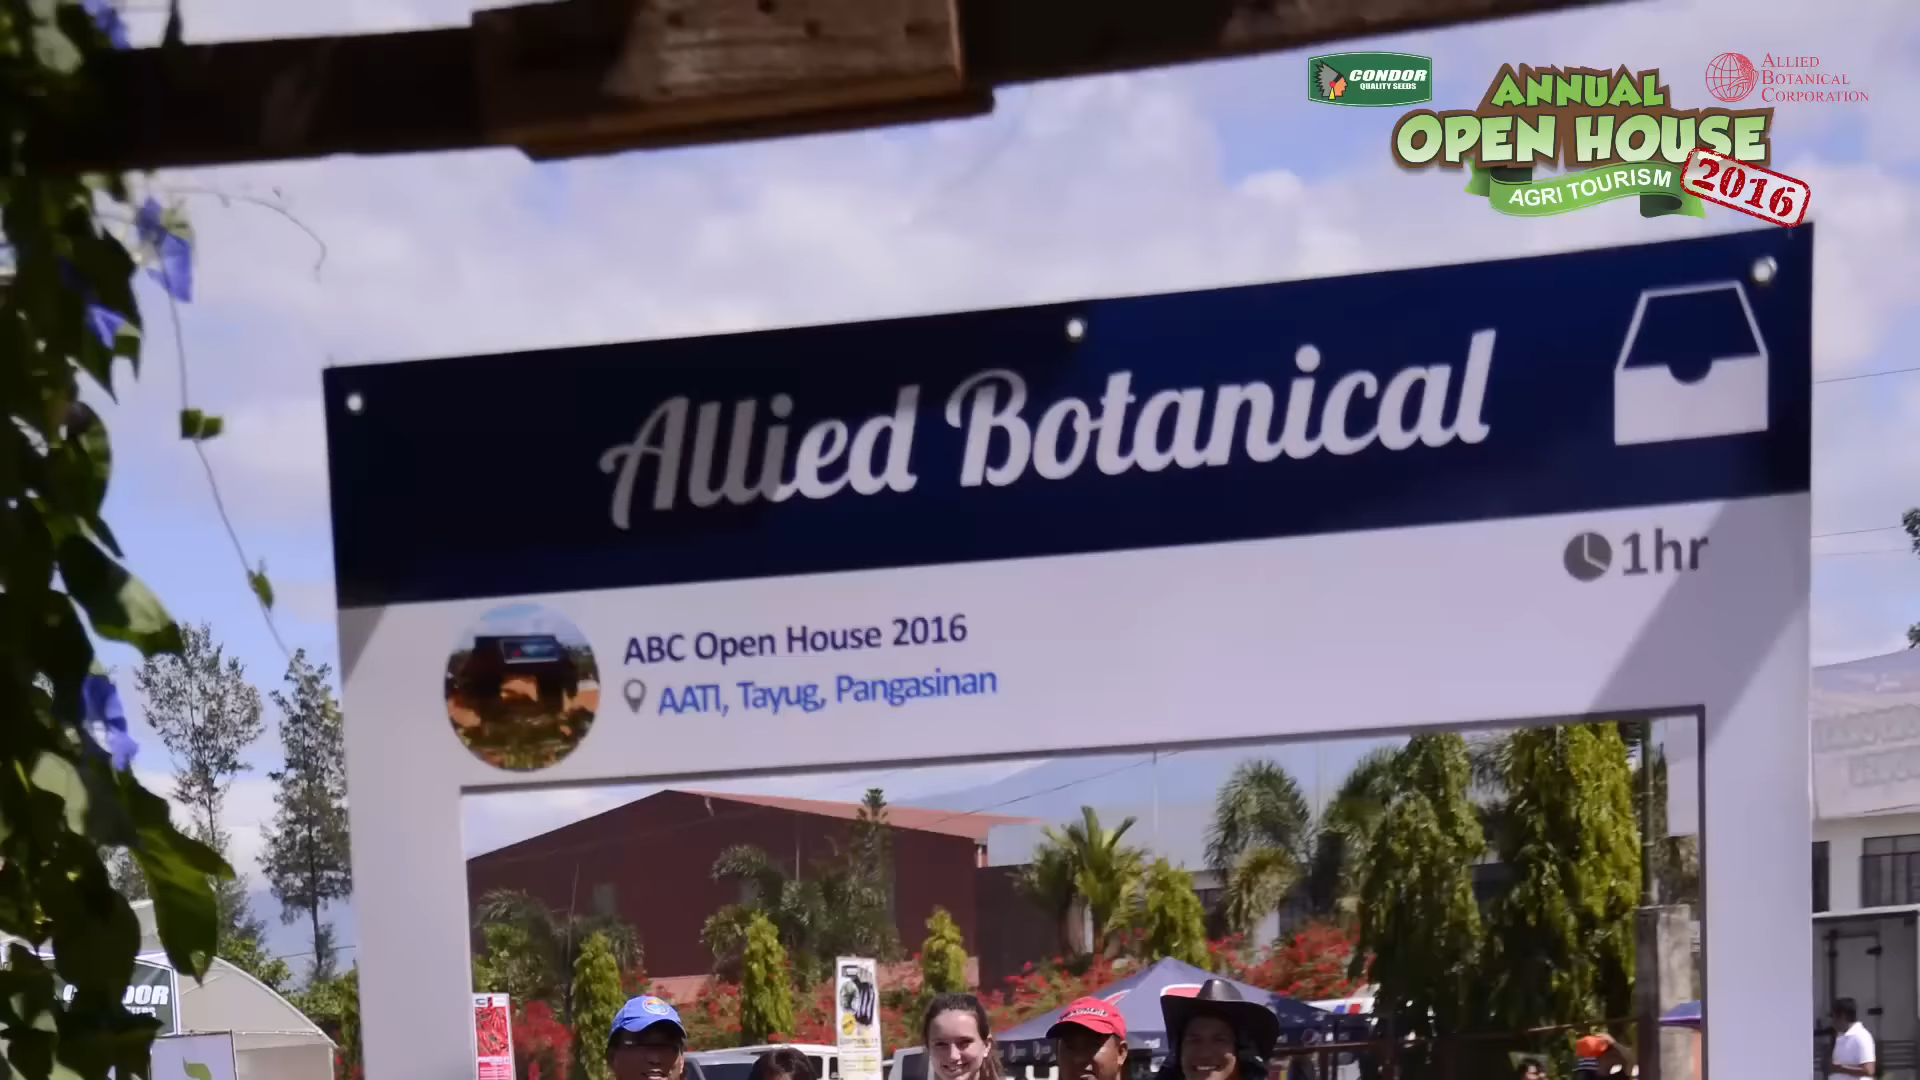 CONDOR
QUALITY SEEDS
ANNUAL
OPEN HOUSE
AGRI TOURISM
2016
ALLIED
BOTANICAL
CORPORATION
Allied Botanical
1hr
ABC Open House 2016
AATI, Tayug, Pangasinan